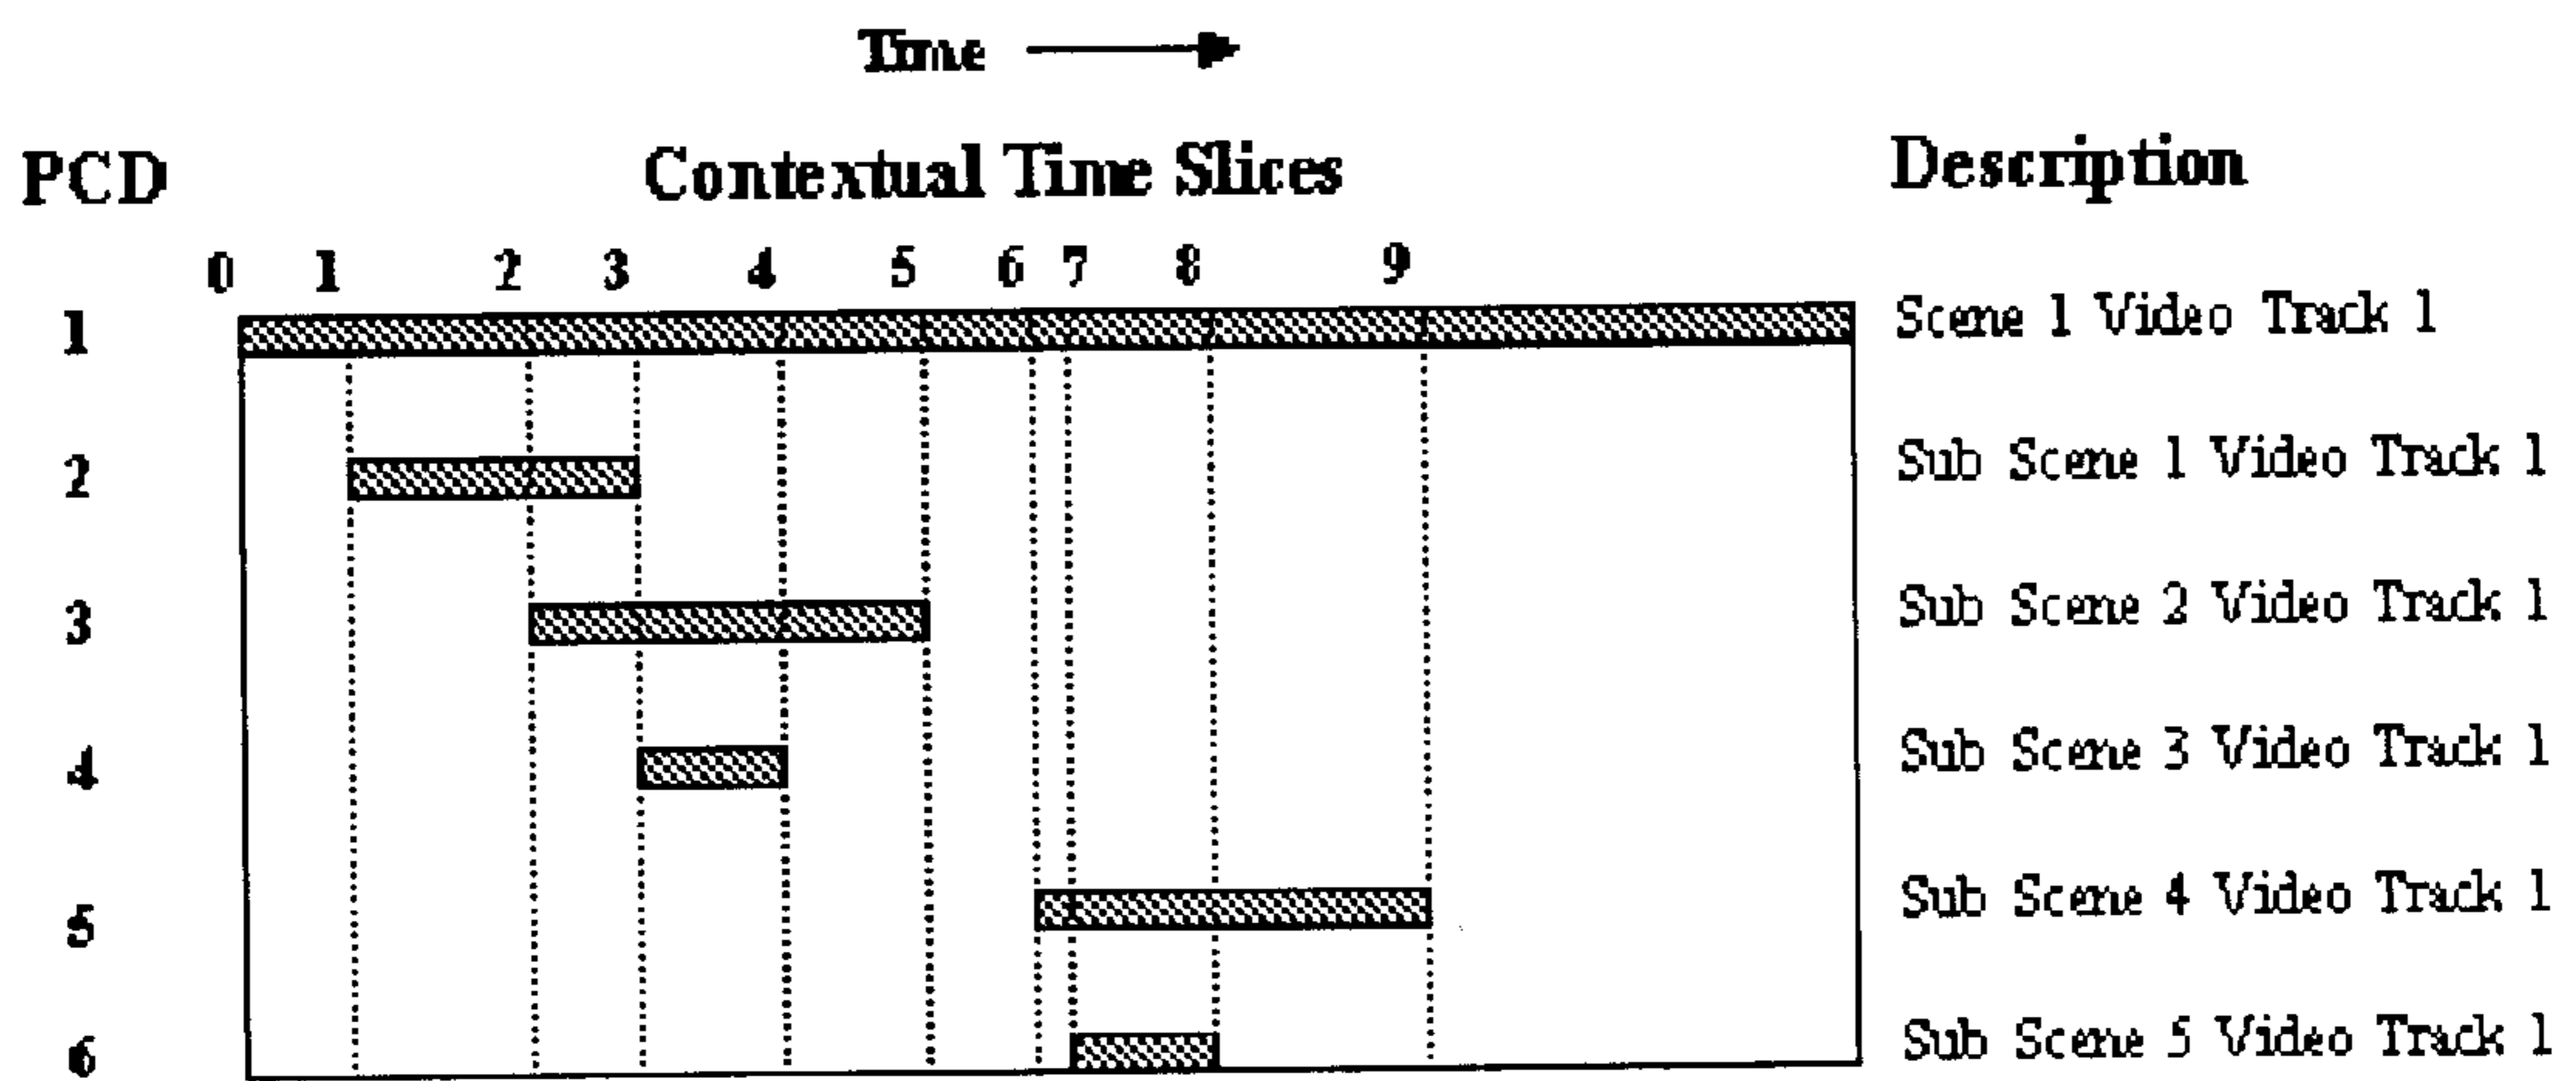 Time
PCD Contextual Time Slices Description
0 1 2 3 4 5 6 7 8 9
1 Scene 1 Video Track 1
2 Sub Scene 1 Video Track 1
3 Sub Scene 2 Video Track 1
4 Sub Scene 3 Video Track 1
5 Sub Scene 4 Video Track 1
6 Sub Scene 5 Video Track 1